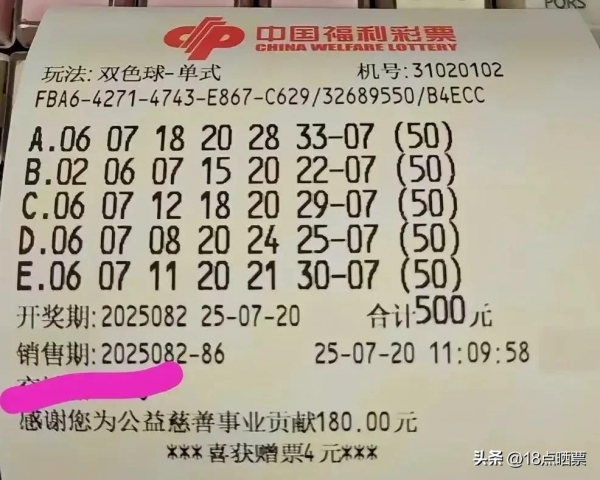 PORS
中国福利彩票
CHINA WELFARE LOTTERY
玩法:双色球-单式 机号:31020102
FBA6-4271-4743-E867-C629/32689550/B4ECC
A.06 07 18 20 28 33-07 (50)
B.02 06 07 15 20 22-07 (50)
C.06 07 12 18 20 29-07 (50)
D.06 07 08 20 24 25-07 (50)
E.06 07 11 20 21 30-07 (50)
开奖期:2025082 25-07-20 合计500元
销售期:2025082-86 25-07-20 11:09:58
感谢您为公益慈善事业贡献180.00元
***喜获赠票4元***
头条 @18点晒票